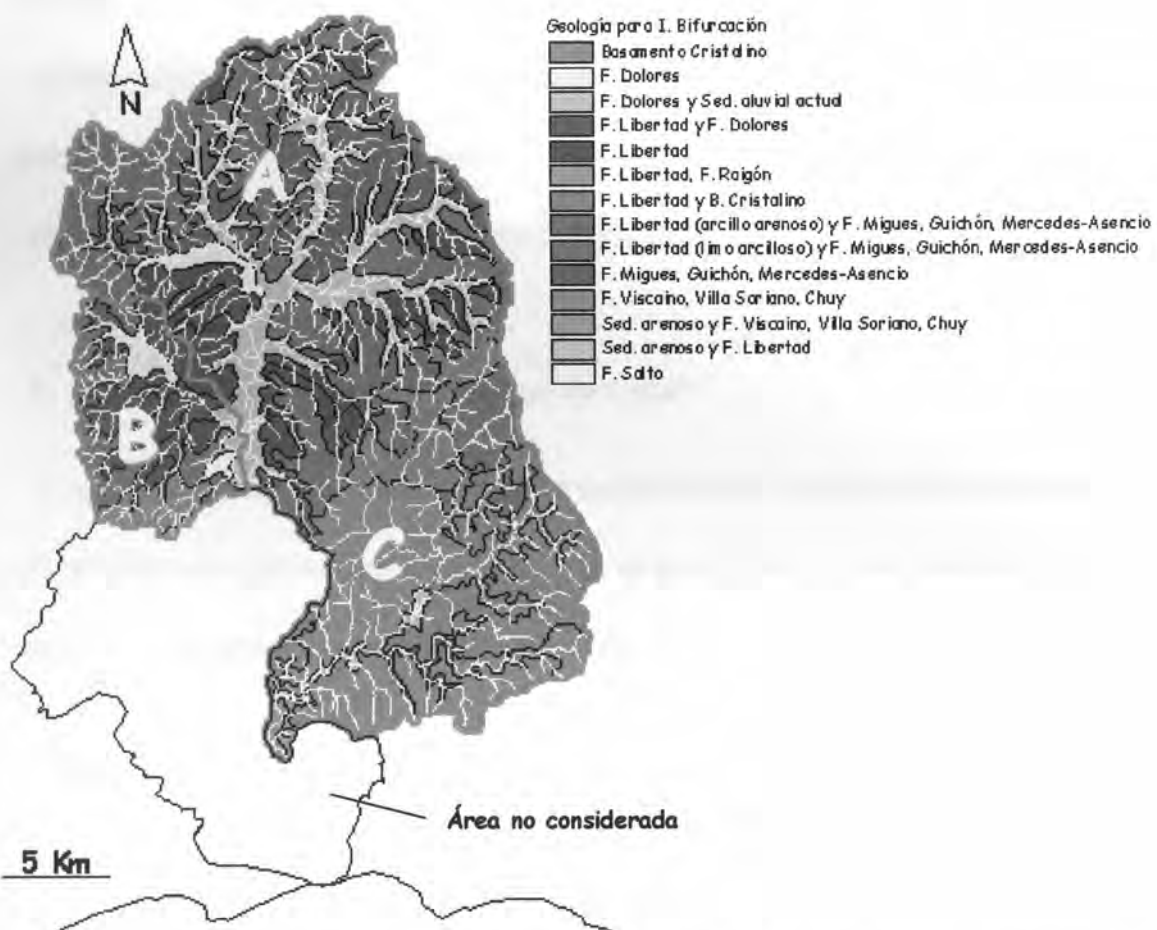 Geología para I. Bifurcación
Basamento Cristalino
F. Dolores
F. Dolores y Sed. aluvial actual
F. Libertad y F. Dolores
F. Libertad
F. Libertad, F. Raigón
F. Libertad y B. Cristalino
F. Libertad (arcillo arenoso) y F. Migues, Guichón, Mercedes-Asencio
F. Libertad (limo arcilloso) y F. Migues, Guichón, Mercedes-Asencio
F. Migues, Guichón, Mercedes-Asencio
F. Viscaino, Villa Soriano, Chuy
Sed. arenoso y F. Viscaino, Villa Soriano, Chuy
Sed. arenoso y F. Libertad
F. Salto
N
A
B
C
Área no considerada
5 Km